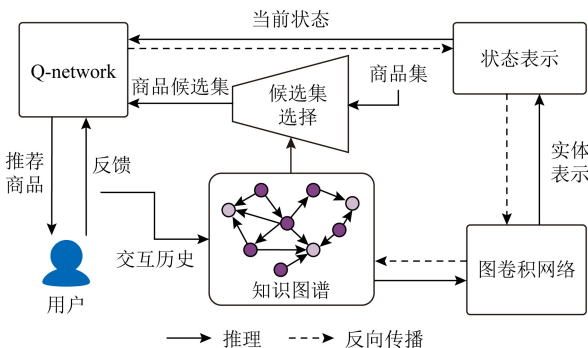 当前状态
Q-network
状态表示
商品候选集
候选集
选择
商品集
推荐
商品
反馈
实体
表示
交互历史
图卷积网络
知识图谱
用户
推理
反向传播